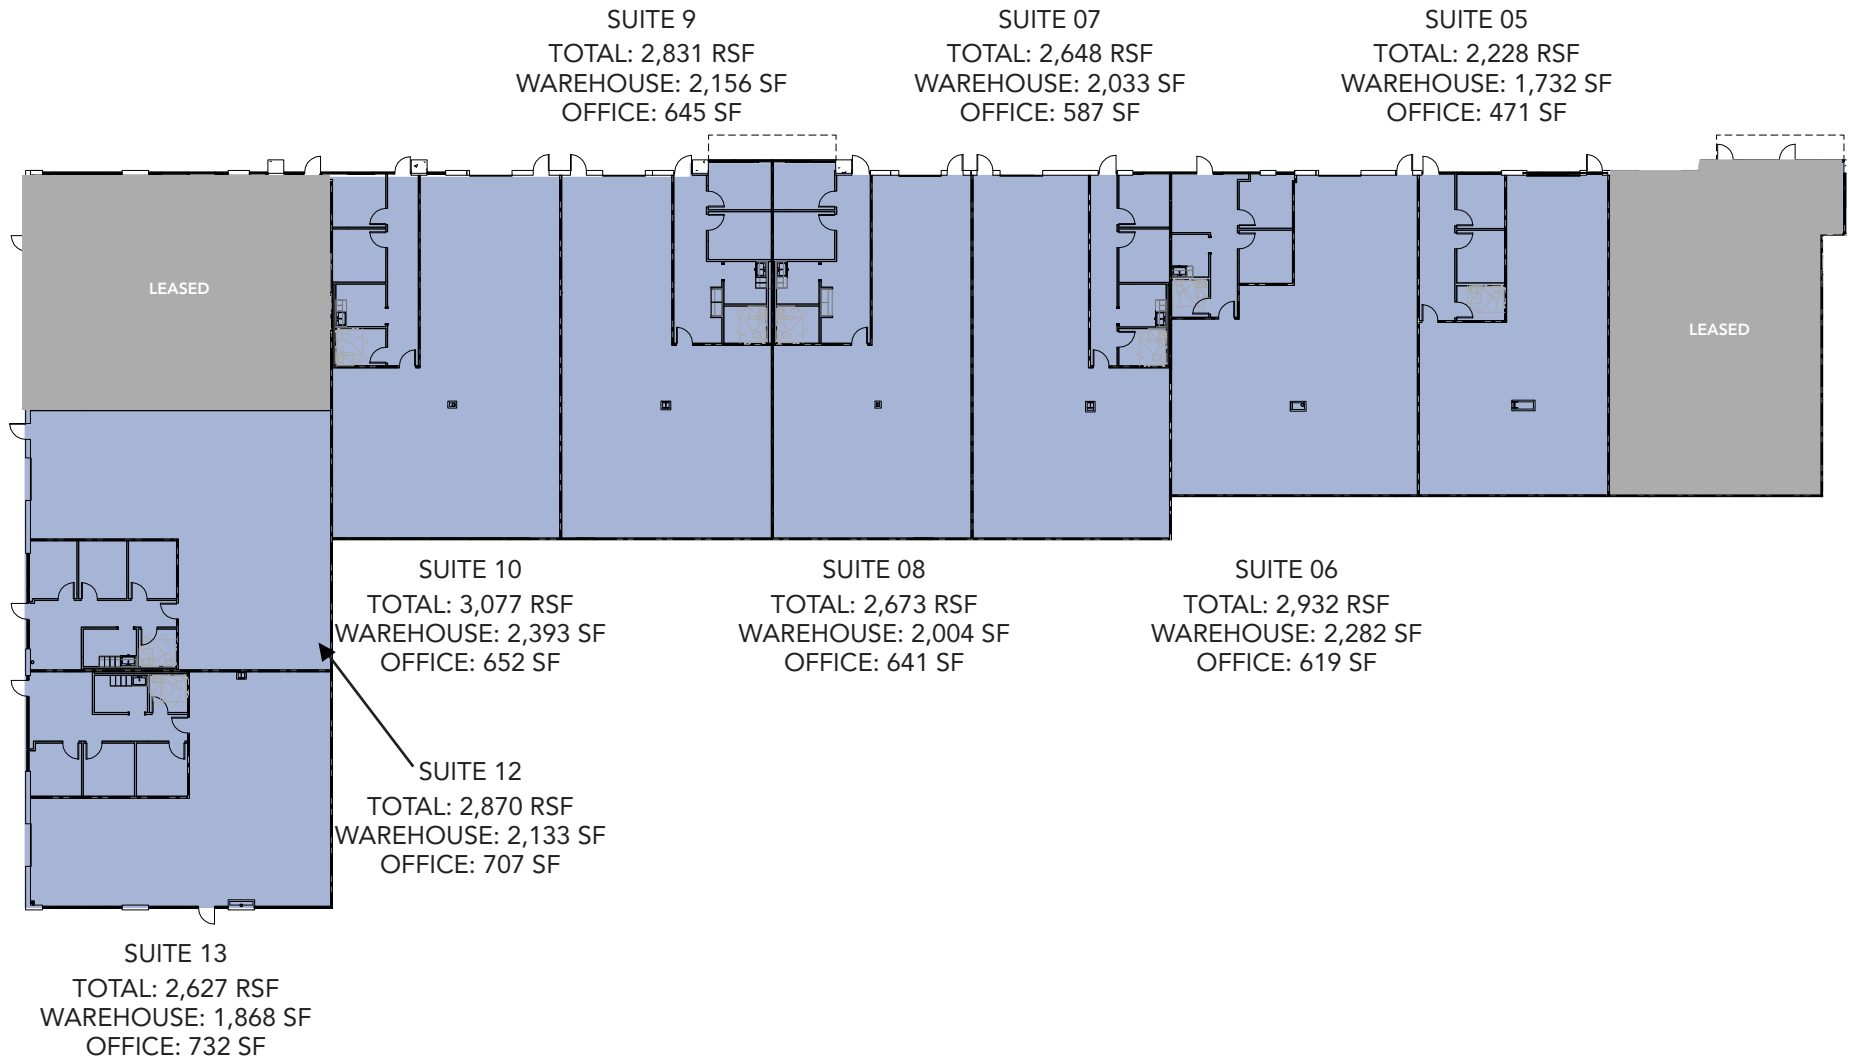 SUITE 9
TOTAL: 2,831 RSF
WAREHOUSE: 2,156 SF
OFFICE: 645 SF
SUITE 07
TOTAL: 2,648 RSF
WAREHOUSE: 2,033 SF
OFFICE: 587 SF
SUITE 05
TOTAL: 2,228 RSF
WAREHOUSE: 1,732 SF
OFFICE: 471 SF
LEASED
LEASED
SUITE 10
TOTAL: 3,077 RSF
WAREHOUSE: 2,393 SF
OFFICE: 652 SF
SUITE 08
TOTAL: 2,673 RSF
WAREHOUSE: 2,004 SF
OFFICE: 641 SF
SUITE 06
TOTAL: 2,932 RSF
WAREHOUSE: 2,282 SF
OFFICE: 619 SF
SUITE 12
TOTAL: 2,870 RSF
WAREHOUSE: 2,133 SF
OFFICE: 707 SF
SUITE 13
TOTAL: 2,627 RSF
WAREHOUSE: 1,868 SF
OFFICE: 732 SF